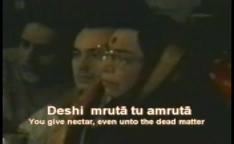 Deshi mrutā tu amrutā
You give nectar, even unto the dead matter